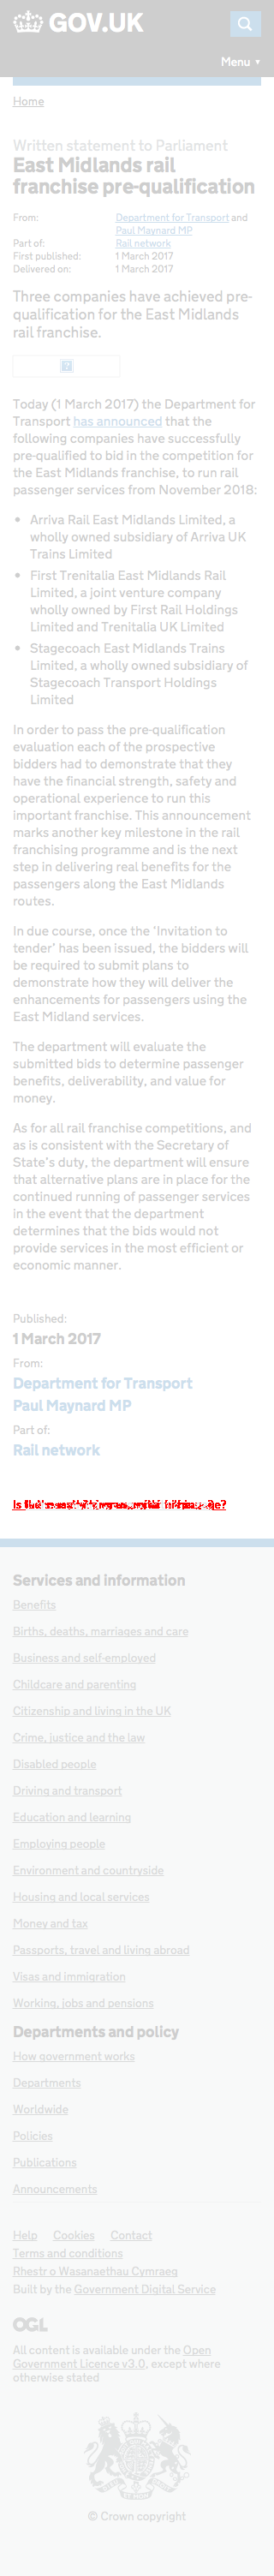 GOV.UK
Menu ▼
Home
Written statement to Parliament
East Midlands rail
franchise pre-qualification
From: Department for Transport and
Paul Maynard MP
Part of: Rail network
First published: 1 March 2017
Delivered on: 1 March 2017
Three companies have achieved pre-
qualification for the East Midlands
rail franchise.
Today (1 March 2017) the Department for
Transport has announced that the
following companies have successfully
pre-qualified to bid in the competition for
the East Midlands franchise, to run rail
passenger services from November 2018:
• Arriva Rail East Midlands Limited, a
wholly owned subsidiary of Arriva UK
Trains Limited
• First Trenitalia East Midlands Rail
Limited, a joint venture company
wholly owned by First Rail Holdings
Limited and Trenitalia UK Limited
• Stagecoach East Midlands Trains
Limited, a wholly owned subsidiary of
Stagecoach Transport Holdings
Limited
In order to pass the pre-qualification
evaluation each of the prospective
bidders had to demonstrate that they
have the financial strength, safety and
operational experience to run this
important franchise. This announcement
marks another key milestone in the rail
franchising programme and is the next
step in delivering real benefits for the
passengers along the East Midlands
routes.
In due course, once the 'Invitation to
tender' has been issued, the bidders will
be required to submit plans to
demonstrate how they will deliver the
enhancements for passengers using the
East Midland services.
The department will evaluate the
submitted bids to determine passenger
benefits, deliverability, and value for
money.
As for all rail franchise competitions, and
as is consistent with the Secretary of
State's duty, the department will ensure
that alternative plans are in place for the
continued running of passenger services
in the event that the department
determines that the bids would not
provide services in the most efficient or
economic manner.
Published:
1 March 2017
From:
Department for Transport
Paul Maynard MP
Part of:
Rail network
Services and information
Benefits
Births, deaths, marriages and care
Business and self-employed
Childcare and parenting
Citizenship and living in the UK
Crime, justice and the law
Disabled people
Driving and transport
Education and learning
Employing people
Environment and countryside
Housing and local services
Money and tax
Passports, travel and living abroad
Visas and immigration
Working, jobs and pensions
Departments and policy
How government works
Departments
Worldwide
Policies
Publications
Announcements
Help Cookies Contact
Terms and conditions
Rhestr o Wasanaethau Cymraeg
Built by the Government Digital Service
OGL
All content is available under the Open
Government Licence v3.0, except where
otherwise stated
© Crown copyright